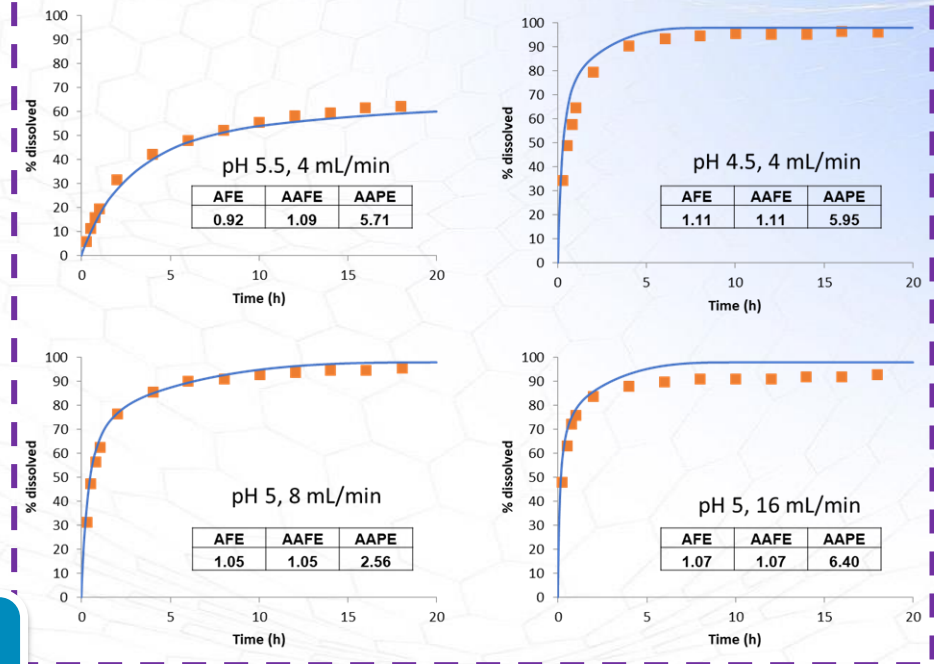 100
90
80
70
60
50
40
30
20
10
0
% dissolved
pH 5.5, 4 mL/min
AFE AAFE AAPE
0.92 1.09 5.71
0 5 10 15 20
Time (h)
100
90
80
70
60
50
40
30
20
10
0
% dissolved
pH 4.5, 4 mL/min
AFE AAFE AAPE
1.11 1.11 5.95
0 5 10 15 20
Time (h)
100
90
80
70
60
50
40
30
20
10
0
% dissolved
pH 5, 8 mL/min
AFE AAFE AAPE
1.05 1.05 2.56
0 5 10 15 20
Time (h)
100
90
80
70
60
50
40
30
20
10
0
% dissolved
pH 5, 16 mL/min
AFE AAFE AAPE
1.07 1.07 6.40
0 5 10 15 20
Time (h)